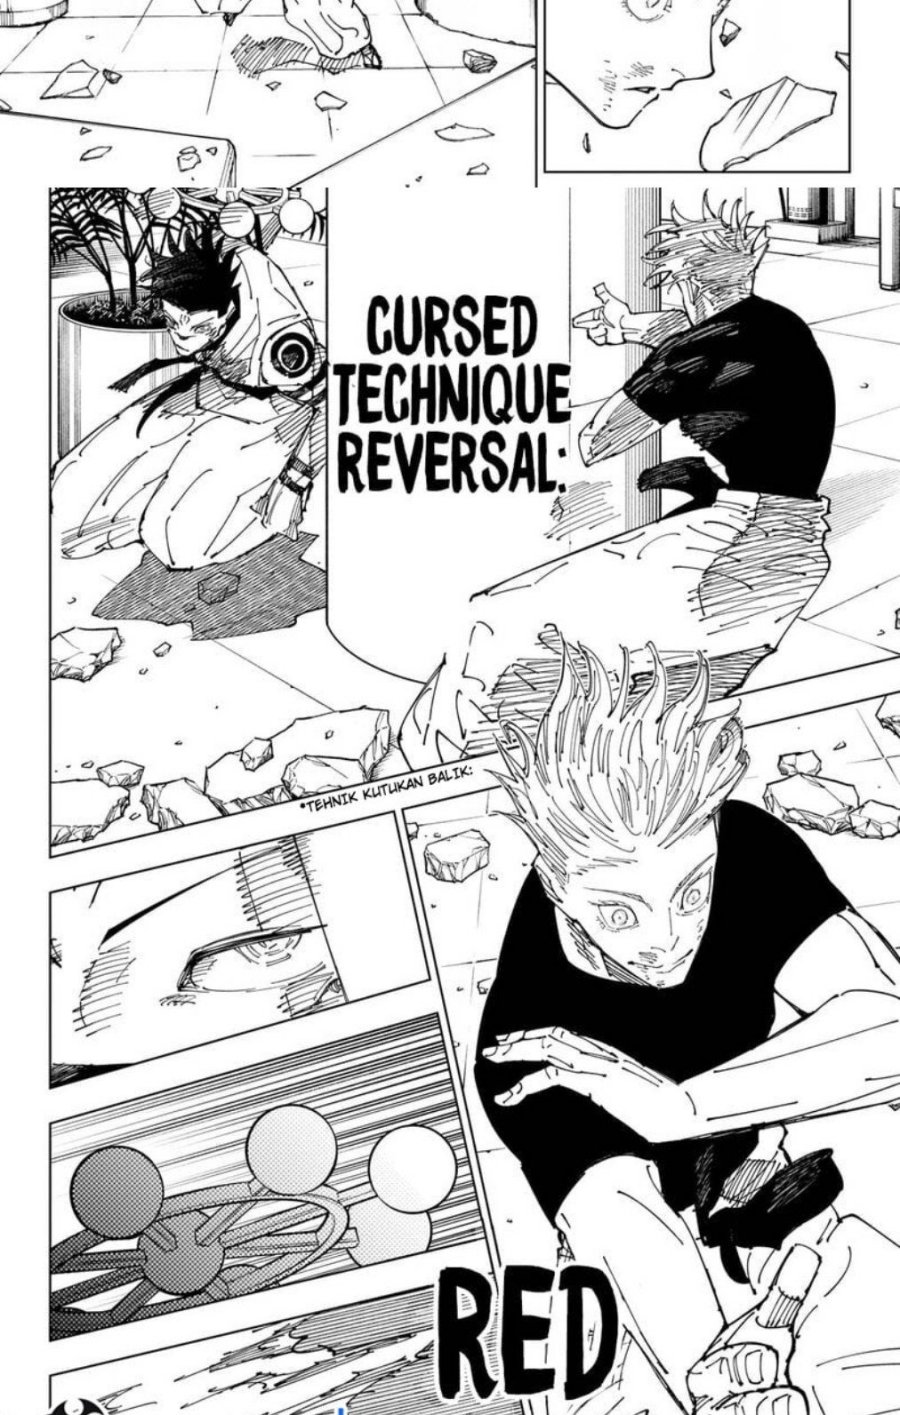 CURSED
TECHNIQUE
REVERSAL:
*TEHNIK KUTUKAN BALIK:
RED